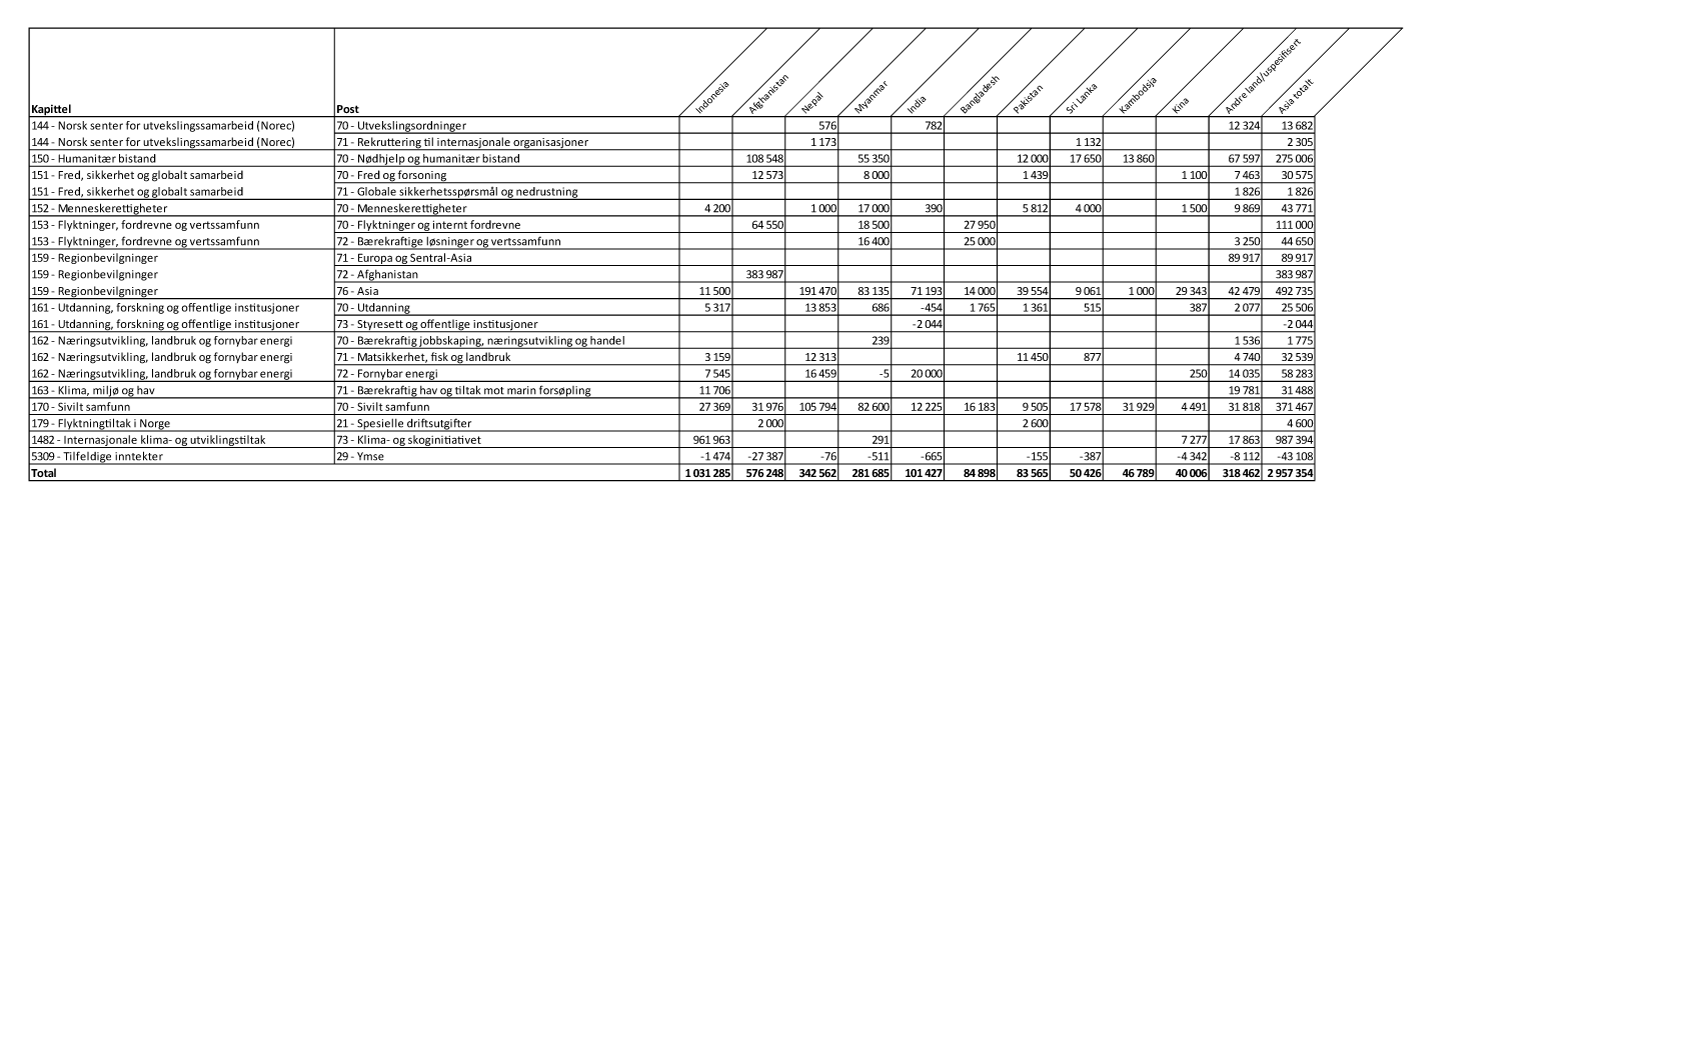 Kapittel Post Indonesia Afghanistan Nepal Myanmar India Bangladesh Pakistan Sri Lanka Kambodsja Kina Andre land/uspesifisert Asia totalt
144 - Norsk senter for utvekslingssamarbeid (Norec) 70 - Utvekslingsordninger 576 782 12 324 13 682
144 - Norsk senter for utvekslingssamarbeid (Norec) 71 - Rekruttering til internasjonale organisasjoner 1 173 1 132 2 305
150 - Humanitær bistand 70 - Nødhjelp og humanitær bistand 108 548 55 350 12 000 17 650 13 860 67 597 275 006
151 - Fred, sikkerhet og globalt samarbeid 70 - Fred og forsoning 12 573 8 000 1 439 1 100 7 463 30 575
151 - Fred, sikkerhet og globalt samarbeid 71 - Globale sikkerhetsspørsmål og nedrustning 1 826 1 826
152 - Menneskerettigheter 70 - Menneskerettigheter 4 200 1 000 17 000 390 5 812 4 000 1 500 9 869 43 771
153 - Flyktninger, fordrevne og vertssamfunn 70 - Flyktninger og internt fordrevne 64 550 18 500 27 950 111 000
153 - Flyktninger, fordrevne og vertssamfunn 72 - Bærekraftige løsninger og vertssamfunn 16 400 25 000 3 250 44 650
159 - Regionbevilgninger 71 - Europa og Sentral-Asia 89 917 89 917
159 - Regionbevilgninger 72 - Afghanistan 383 987 383 987
159 - Regionbevilgninger 76 - Asia 11 500 191 470 83 135 71 193 14 000 39 554 9 061 1 000 29 343 42 479 492 735
161 - Utdanning, forskning og offentlige institusjoner 70 - Utdanning 5 317 13 853 686 -454 1 765 1 361 515 387 2 077 25 506
161 - Utdanning, forskning og offentlige institusjoner 73 - Styresett og offentlige institusjoner -2 044 -2 044
162 - Næringsutvikling, landbruk og fornybar energi 70 - Bærekraftig jobbskaping, næringsutvikling og handel 239 1 536 1 775
162 - Næringsutvikling, landbruk og fornybar energi 71 - Matsikkerhet, fisk og landbruk 3 159 12 313 11 450 877 4 740 32 539
162 - Næringsutvikling, landbruk og fornybar energi 72 - Fornybar energi 7 545 16 459 -5 20 000 250 14 035 58 283
163 - Klima, miljø og hav 71 - Bærekraftig hav og tiltak mot marin forsøpling 11 706 19 781 31 488
170 - Sivilt samfunn 70 - Sivilt samfunn 27 369 31 976 105 794 82 600 12 225 16 183 9 505 17 578 31 929 4 491 31 818 371 467
179 - Flyktningtiltak i Norge 21 - Spesielle driftsutgifter 2 000 2 600 4 600
1482 - Internasjonale klima- og utviklingstiltak 73 - Klima- og skoginitiativet 961 963 291 7 277 17 863 987 394
5309 - Tilfeldige inntekter 29 - Ymse -1 474 -27 387 -76 -511 -665 -155 -387 -4 342 -8 112 -43 108
Total 1 031 285 576 248 342 562 281 685 101 427 84 898 83 565 50 426 46 789 40 006 318 462 2 957 354